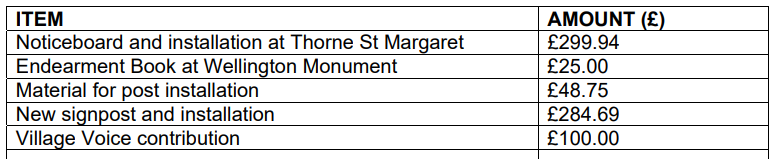 ITEM AMOUNT (£)
Noticeboard and installation at Thorne St Margaret £299.94
Endearment Book at Wellington Monument £25.00
Material for post installation £48.75
New signpost and installation £284.69
Village Voice contribution £100.00